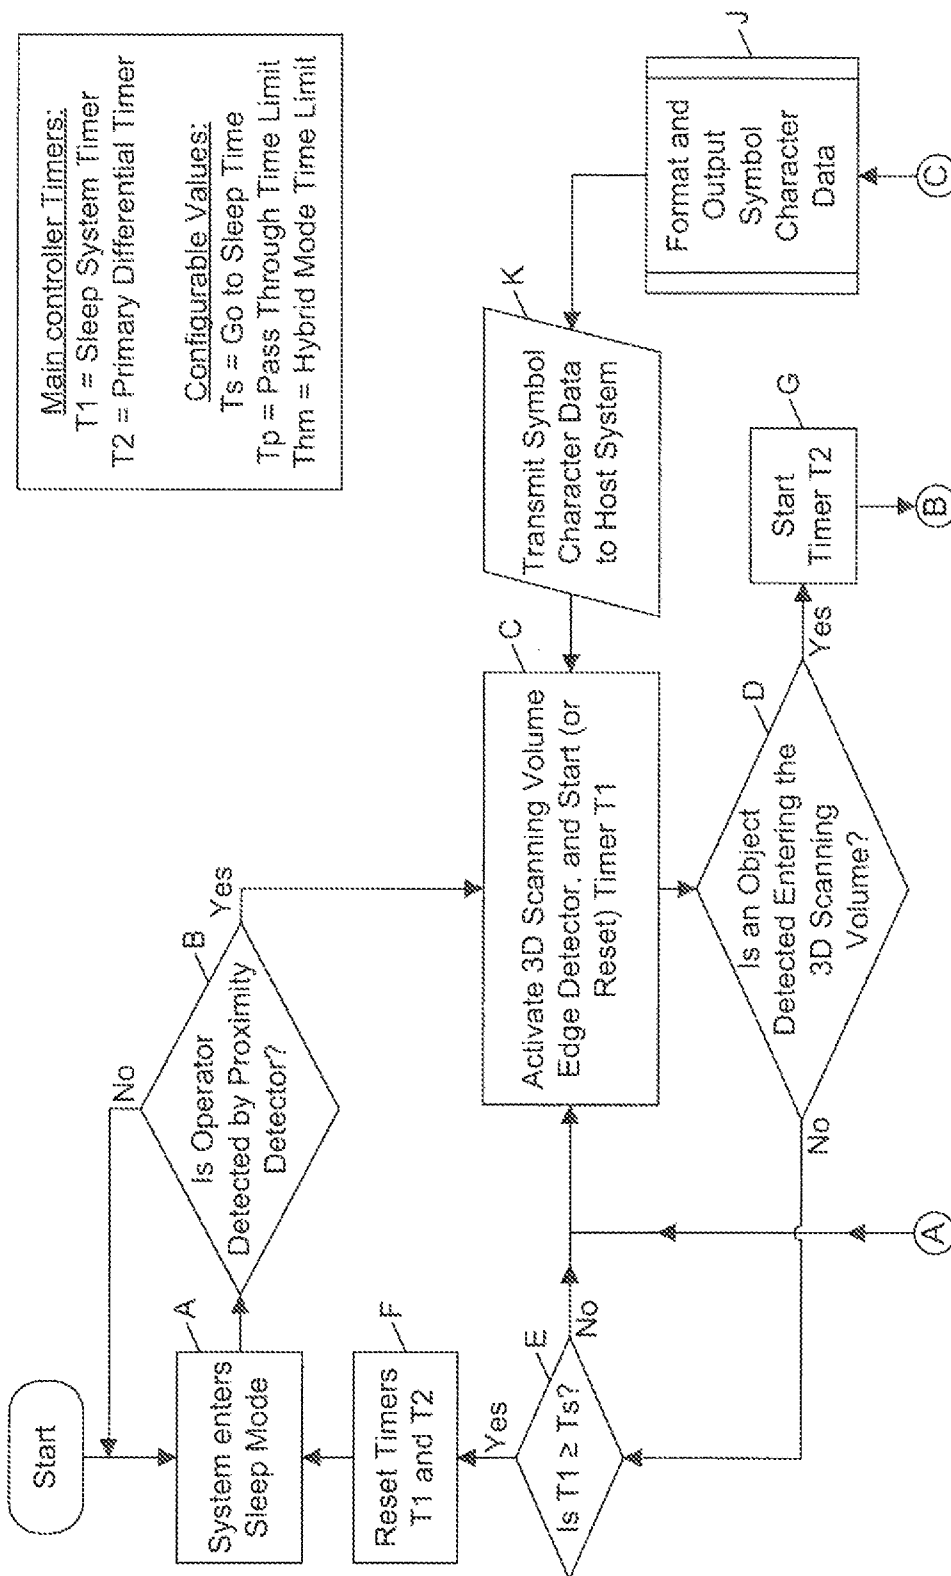 Start
System enters
Sleep Mode
A
Is Operator
Detected by Proximity
Detector?
B
No
Yes
Main controller Timers:
T1 = Sleep System Timer
T2 = Primary Differential Timer
Configurable Values:
Ts = Go to Sleep Time
Tp = Pass Through Time Limit
Thm = Hybrid Mode Time Limit
Reset Timers
T1 and T2
F
Yes
Is T1 ≥ Ts?
E
No
Activate 3D Scanning Volume
Edge Detector, and Start (or
Reset) Timer T1
C
Transmit Symbol
Character Data
to Host System
K
Format and
Output
Symbol
Character
Data
J
Is an Object
Detected Entering the
3D Scanning
Volume?
D
No
Yes
Start
Timer T2
G
A
B
C